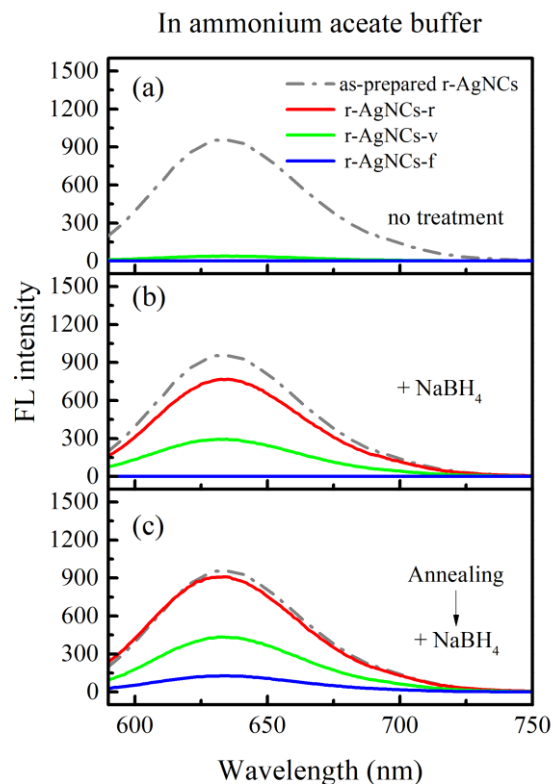 In ammonium aceate buffer
1500
1200
900
600
300
0
(a)
as-prepared r-AgNCs
r-AgNCs-r
r-AgNCs-v
r-AgNCs-f
no treatment
1500
1200
900
600
300
0
(b)
+ NaBH4
FL intensity
1500
1200
900
600
300
0
(c)
Annealing
+ NaBH4
600 650 700 750
Wavelength (nm)